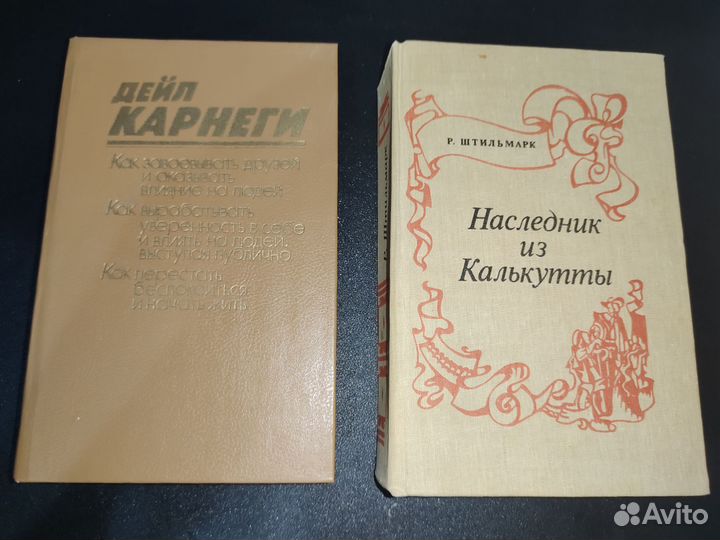 ДЕЙЛ
КАРНЕГИ
Как завоевывать друзей
и оказывать
влияние на людей
Как вырабатывать
уверенность в себе
и влиять на людей,
выступая публично
Как перестать
беспокоиться
и начать жить
Р. Штильмарк
Р. ШТИЛЬМАРК
Наследник
из
Калькутты
Avito